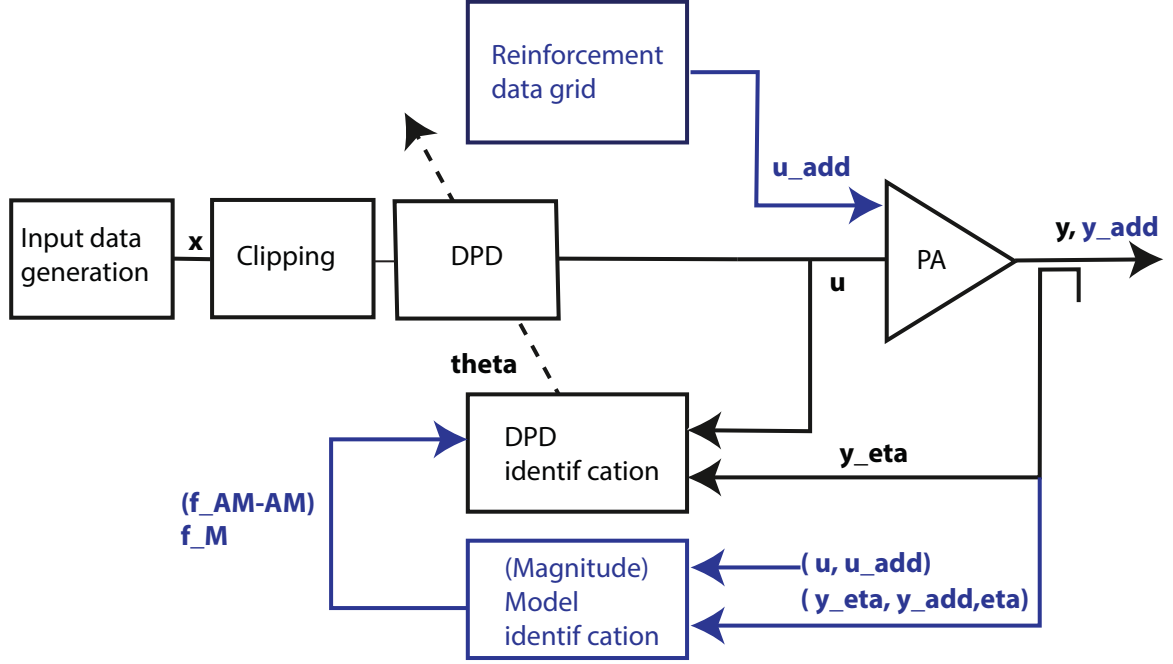 Reinforcement
data grid
u_add
y, y_add
Input data
generation
x
Clipping
DPD
PA
u
theta
DPD
identif cation
y_eta
(f_AM-AM)
f_M
(Magnitude)
Model
identif cation
( u, u_add)
( y_eta, y_add,eta)